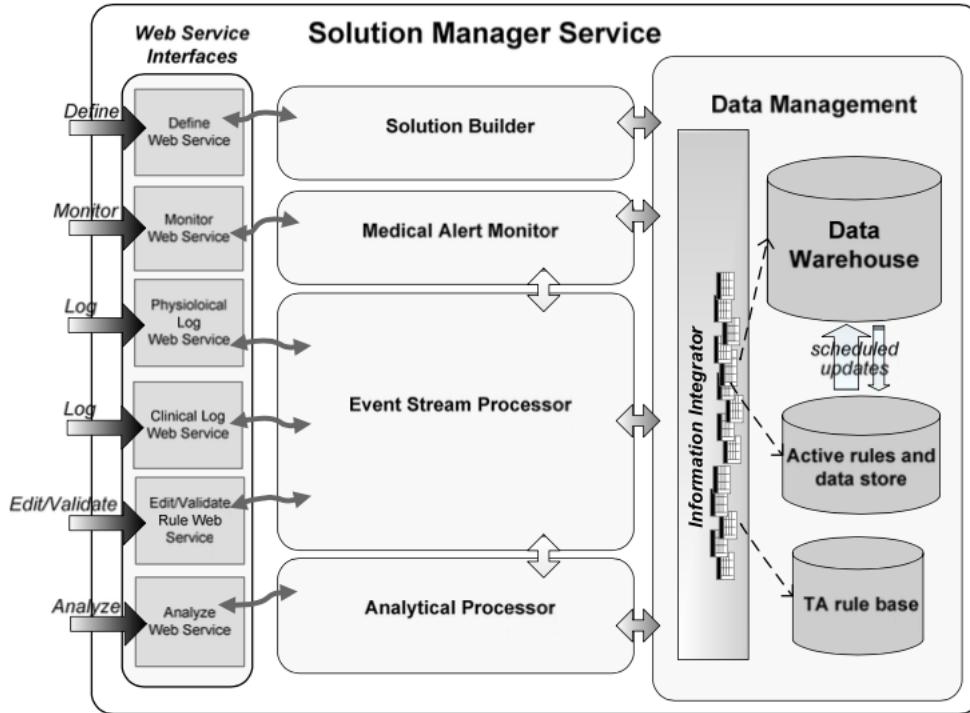 Web Service
Interfaces
Solution Manager Service
Define
Define
Web Service
Solution Builder
Monitor
Monitor
Web Service
Medical Alert Monitor
Log
Physioloical
Log
Web Service
Event Stream Processor
Log
Clinical Log
Web Service
Edit/Validate
Edit/Validate
Rule Web
Service
Analyze
Analyze
Web Service
Analytical Processor
Data Management
Information Integrator
Data
Warehouse
scheduled
updates
Active rules and
data store
TA rule base